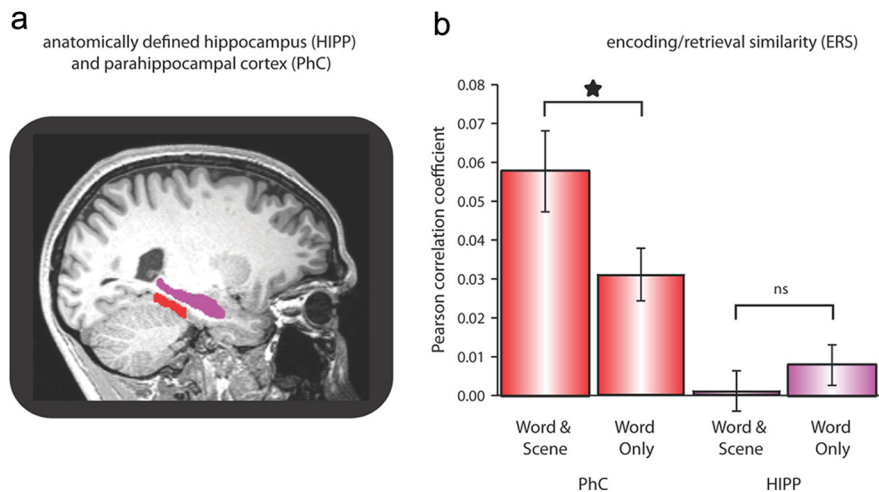 a
anatomically defined hippocampus (HIPP)
and parahippocampal cortex (PhC)
b
encoding/retrieval similarity (ERS)
Pearson correlation coefficient
0.08
0.07
0.06
0.05
0.04
0.03
0.02
0.01
0.00
ns
Word &
Scene
Word
Only
Word &
Scene
Word
Only
PhC
HIPP